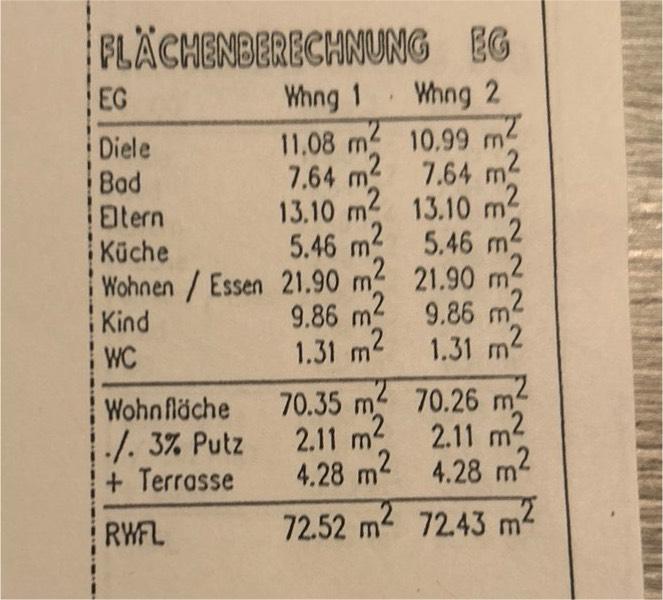 FLÄCHENBERECHNUNG EG
EG Whng 1 Whng 2
Diele 11.08 m² 10.99 m²
Bad 7.64 m² 7.64 m²
Eltern 13.10 m² 13.10 m²
Küche 5.46 m² 5.46 m²
Wohnen / Essen 21.90 m² 21.90 m²
Kind 9.86 m² 9.86 m²
WC 1.31 m² 1.31 m²
Wohnfläche 70.35 m² 70.26 m²
./. 3% Putz 2.11 m² 2.11 m²
+ Terrasse 4.28 m² 4.28 m²
RWFL 72.52 m² 72.43 m²